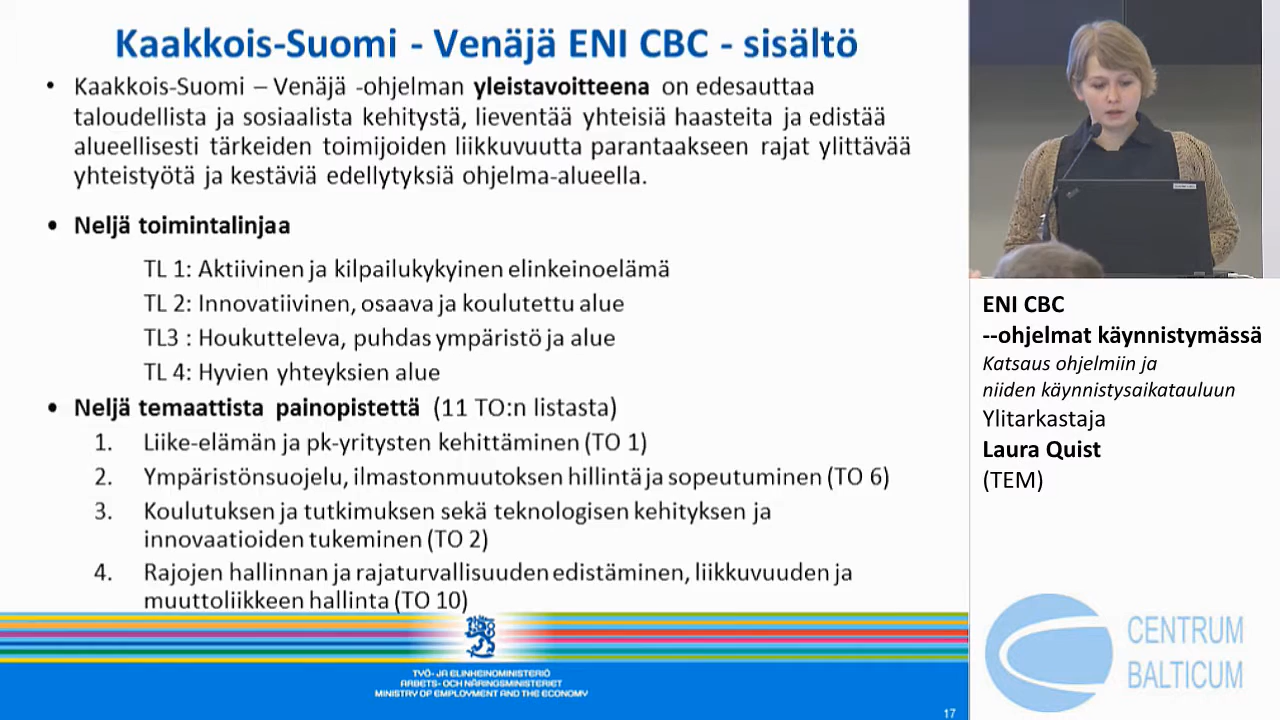 Kaakkois-Suomi - Venäjä ENI CBC - sisältö
• Kaakkois-Suomi – Venäjä -ohjelman yleistavoitteena on edesauttaa
taloudellista ja sosiaalista kehitystä, lieventää yhteisiä haasteita ja edistää
alueellisesti tärkeiden toimijoiden liikkuvuutta parantaakseen rajat ylittävää
yhteistyötä ja kestäviä edellytyksiä ohjelma-alueella.
• Neljä toimintalinjaa
TL 1: Aktiivinen ja kilpailukykyinen elinkeinoelämä
TL 2: Innovatiivinen, osaava ja koulutettu alue
TL3 : Houkutteleva, puhdas ympäristö ja alue
TL 4: Hyvien yhteyksien alue
• Neljä temaattista painopistettä (11 TO:n listasta)
1. Liike-elämän ja pk-yritysten kehittäminen (TO 1)
2. Ympäristönsuojelu, ilmastonmuutoksen hillintä ja sopeutuminen (TO 6)
3. Koulutuksen ja tutkimuksen sekä teknologisen kehityksen ja
innovaatioiden tukeminen (TO 2)
4. Rajojen hallinnan ja rajaturvallisuuden edistäminen, liikkuvuuden ja
muuttoliikkeen hallinta (TO 10)
TYÖ- JA ELINKEINOMINISTERIÖ
ARBETS- OCH NÄRINGSMINISTERIET
MINISTRY OF EMPLOYMENT AND THE ECONOMY
17
ENI CBC
--ohjelmat käynnistymässä
Katsaus ohjelmiin ja
niiden käynnistysaikatauluun
Ylitarkastaja
Laura Quist
(TEM)
CENTRUM
BALTICUM